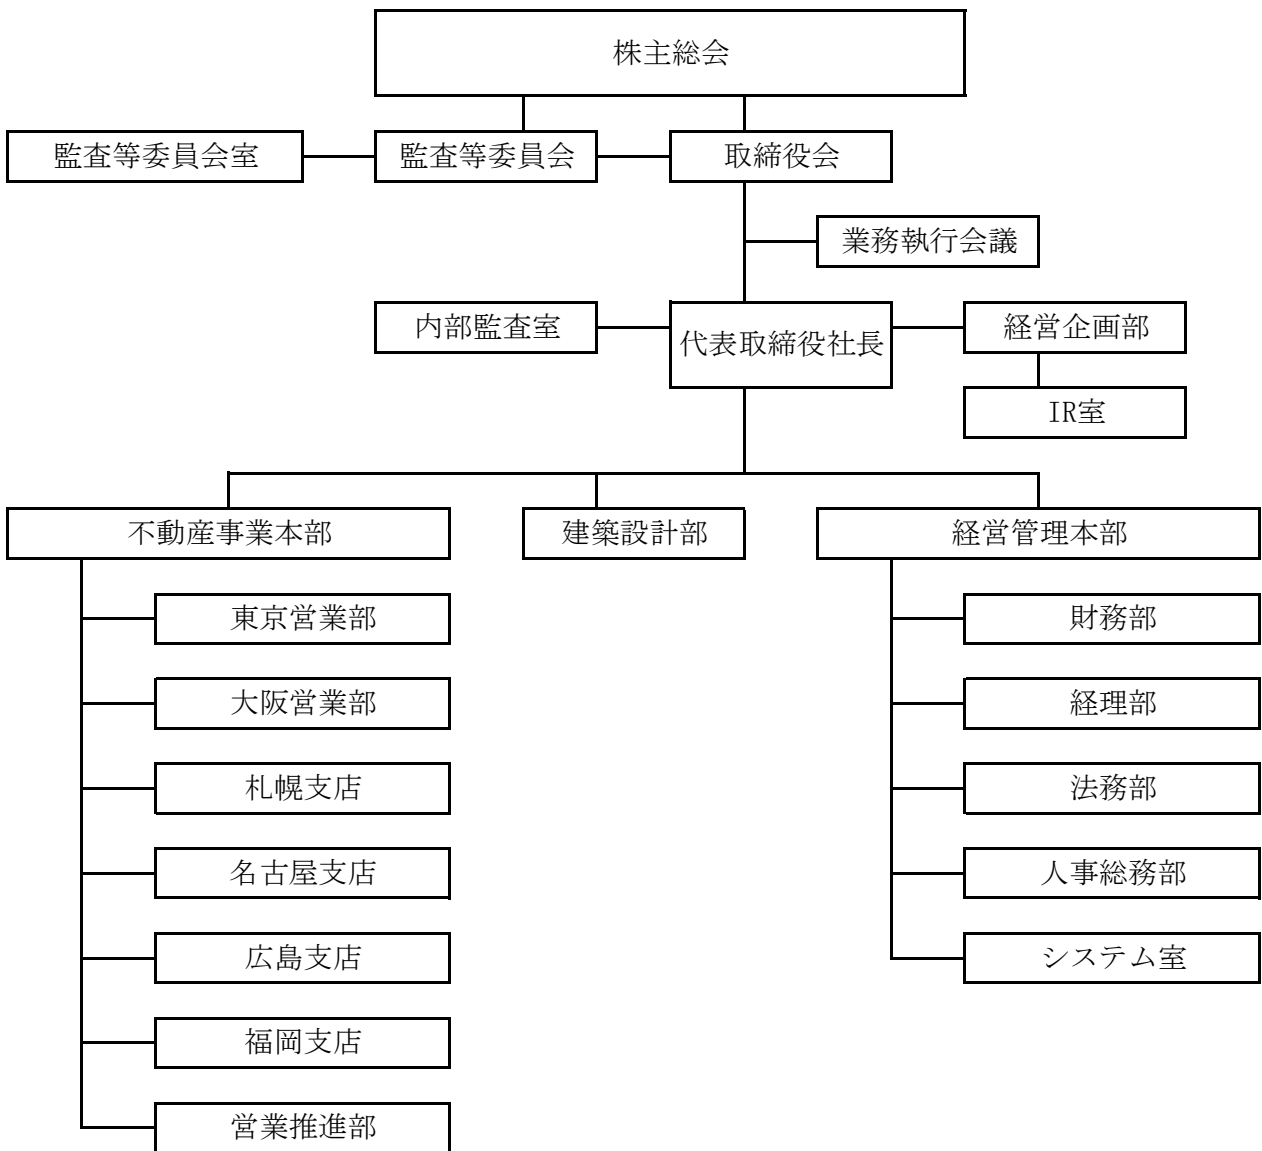 株主総会
監査等委員会室
監査等委員会
取締役会
業務執行会議
内部監査室
代表取締役社長
経営企画部
IR室
不動産事業本部
建築設計部
経営管理本部
東京営業部
財務部
大阪営業部
経理部
札幌支店
法務部
名古屋支店
人事総務部
広島支店
システム室
福岡支店
営業推進部